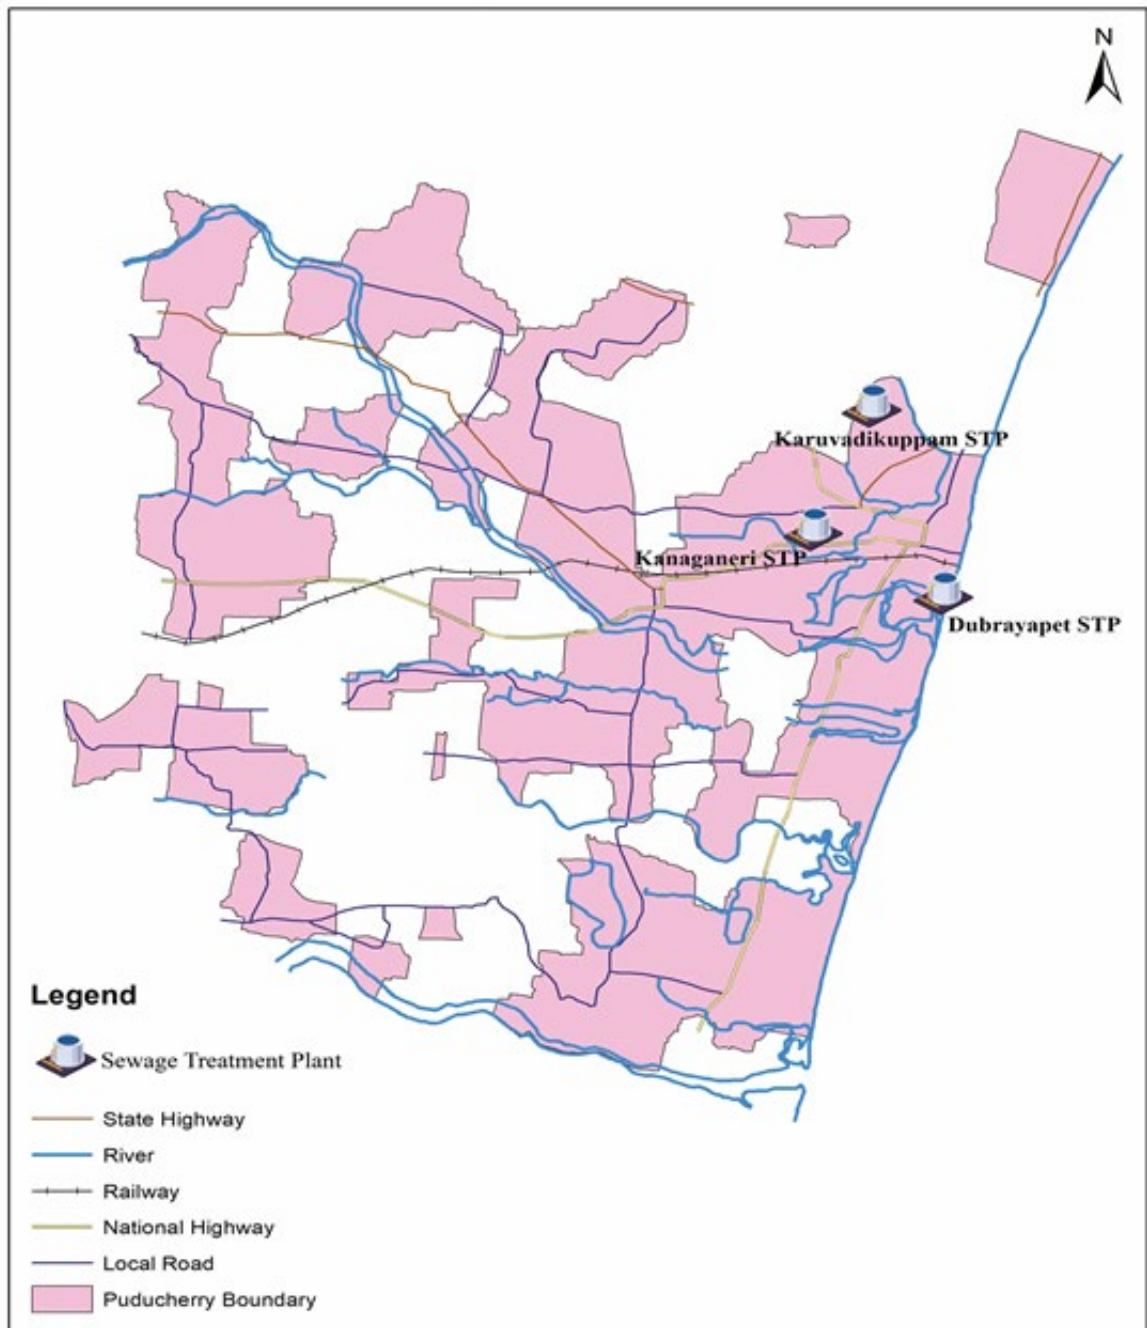 N
Karuvadikuppam STP
Kanaganeri STP
Dubrayapet STP
Legend
Sewage Treatment Plant
State Highway
River
Railway
National Highway
Local Road
Puducherry Boundary